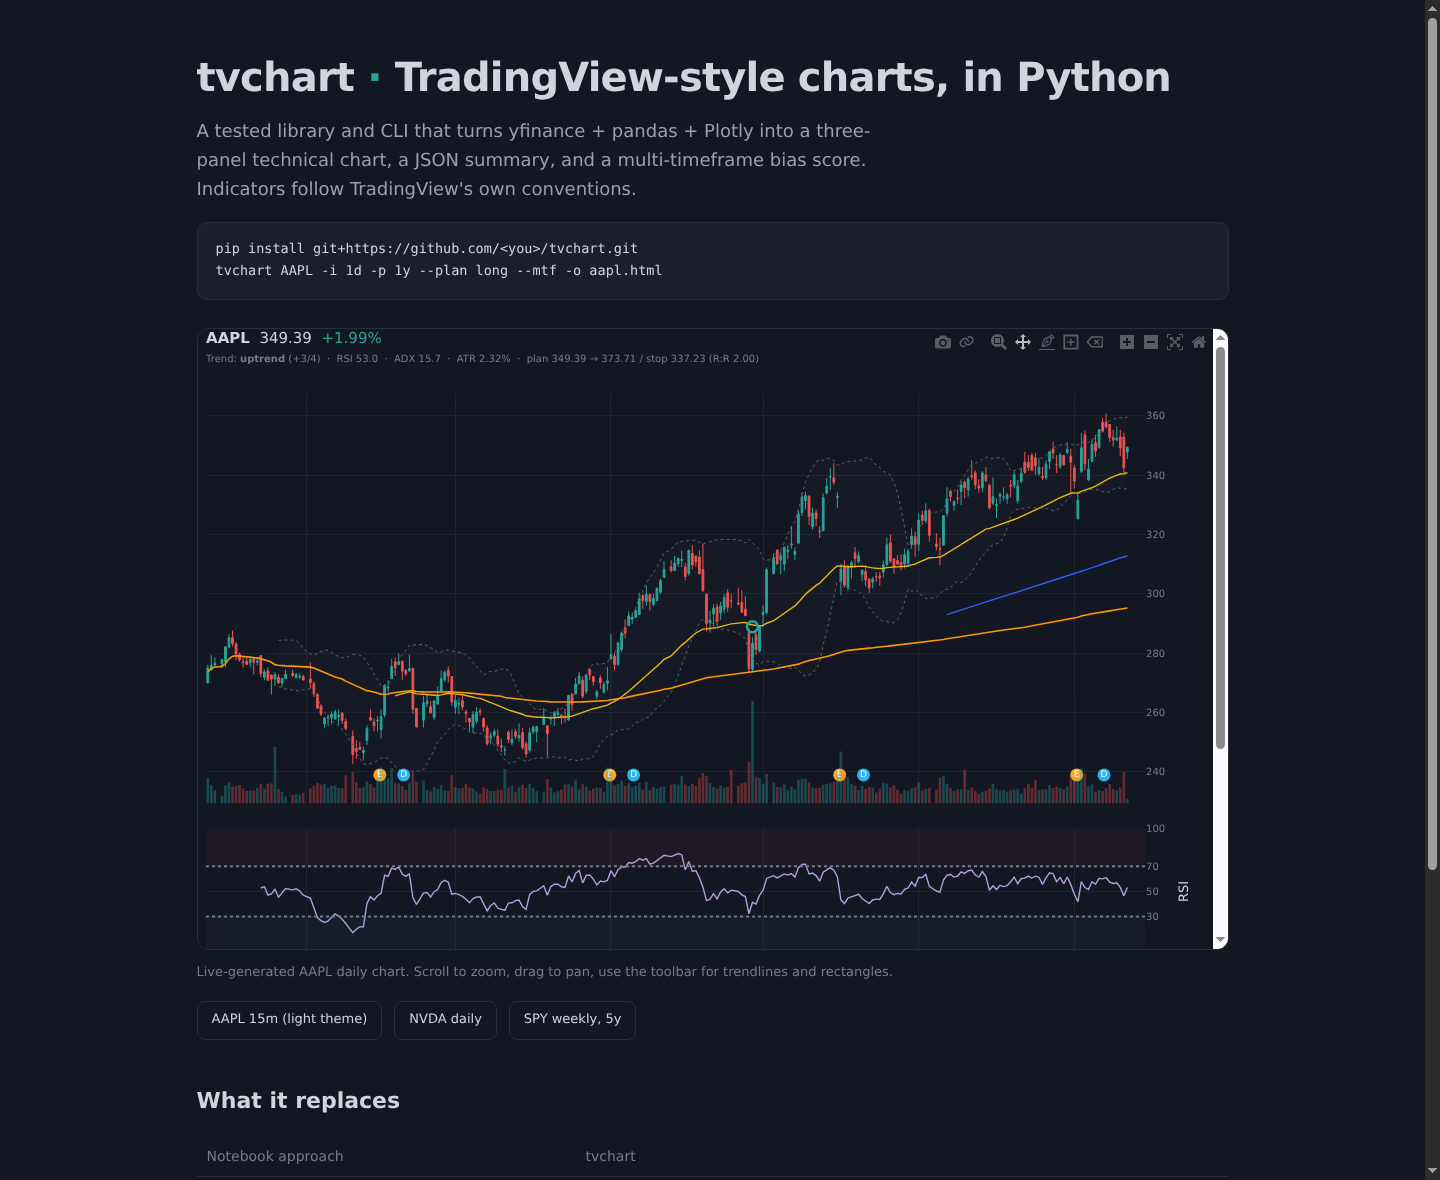 tvchart · TradingView-style charts, in Python
A tested library and CLI that turns yfinance + pandas + Plotly into a three-
panel technical chart, a JSON summary, and a multi-timeframe bias score.
Indicators follow TradingView's own conventions.
pip install git+https://github.com/<you>/tvchart.git
tvchart AAPL -i 1d -p 1y --plan long --mtf -o aapl.html
AAPL 349.39 +1.99%
Trend: uptrend (+3/4) · RSI 53.0 · ADX 15.7 · ATR 2.32% · plan 349.39 → 373.71 / stop 337.23 (R:R 2.00)
360
340
320
300
280
260
240
E D E D E D E D
100
70
50
30
RSI
Live-generated AAPL daily chart. Scroll to zoom, drag to pan, use the toolbar for trendlines and rectangles.
AAPL 15m (light theme) NVDA daily SPY weekly, 5y
What it replaces
Notebook approach tvchart